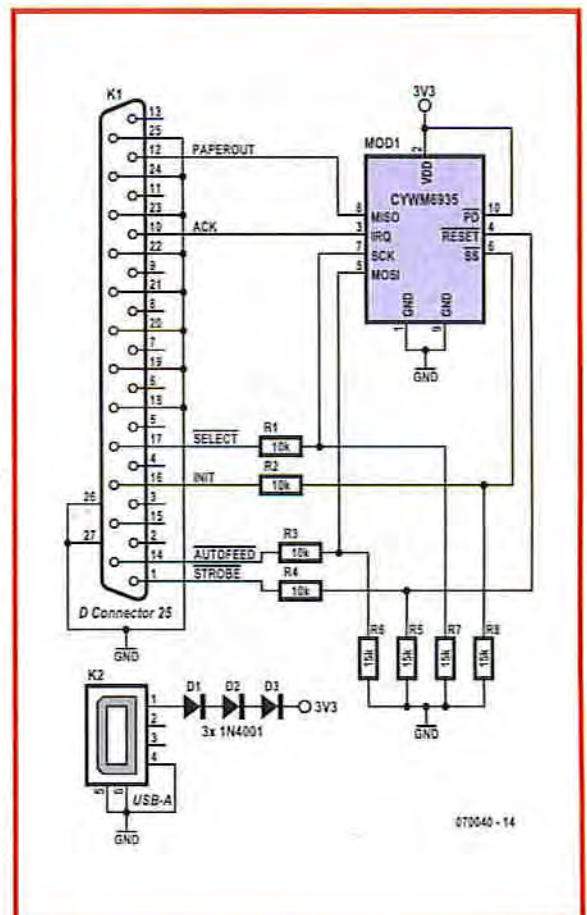 K1
13
25
12
PAPEROUT
24
11
23
10
ACK
22
9
21
8
20
7
19
6
18
5
17
SELECT
4
16
INIT
3
15
2
14
AUTOFEED
1
STROBE
26
27
D Connector 25
GND
3V3
MOD1
2
VDD
CYWM6935
8
MISO
3
IRQ
7
SCK
5
MOSI
PD
10
RESET
4
SS
6
GND
GND
1
9
GND
R1
10k
R2
10k
R3
10k
R4
10k
R6
R5
R7
R8
15k
15k
15k
15k
GND
K2
1
2
3
4
5
6
USB-A
D1
D2
D3
3V3
3x 1N4001
GND
070040 - 14